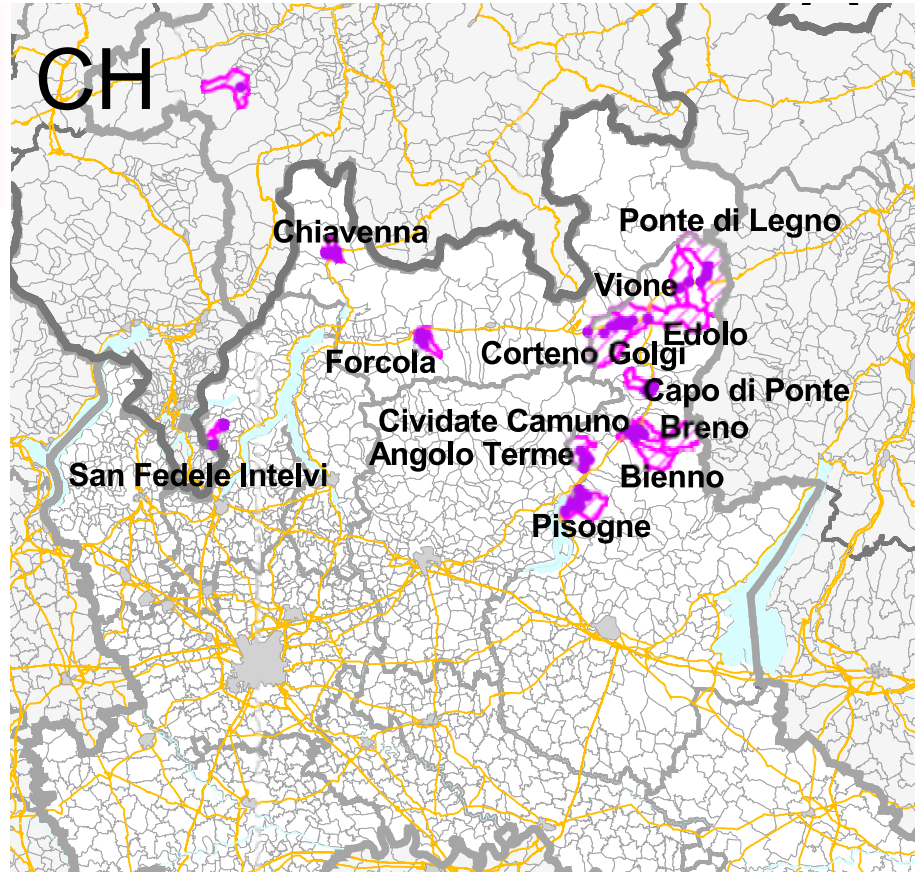 CH
Ponte di Legno
Chiavenna
Vione
Edolo
Forcola
Corteno Golgi
Capo di Ponte
Cividate Camuno
Breno
Angolo Terme
San Fedele Intelvi
Bienno
Pisogne